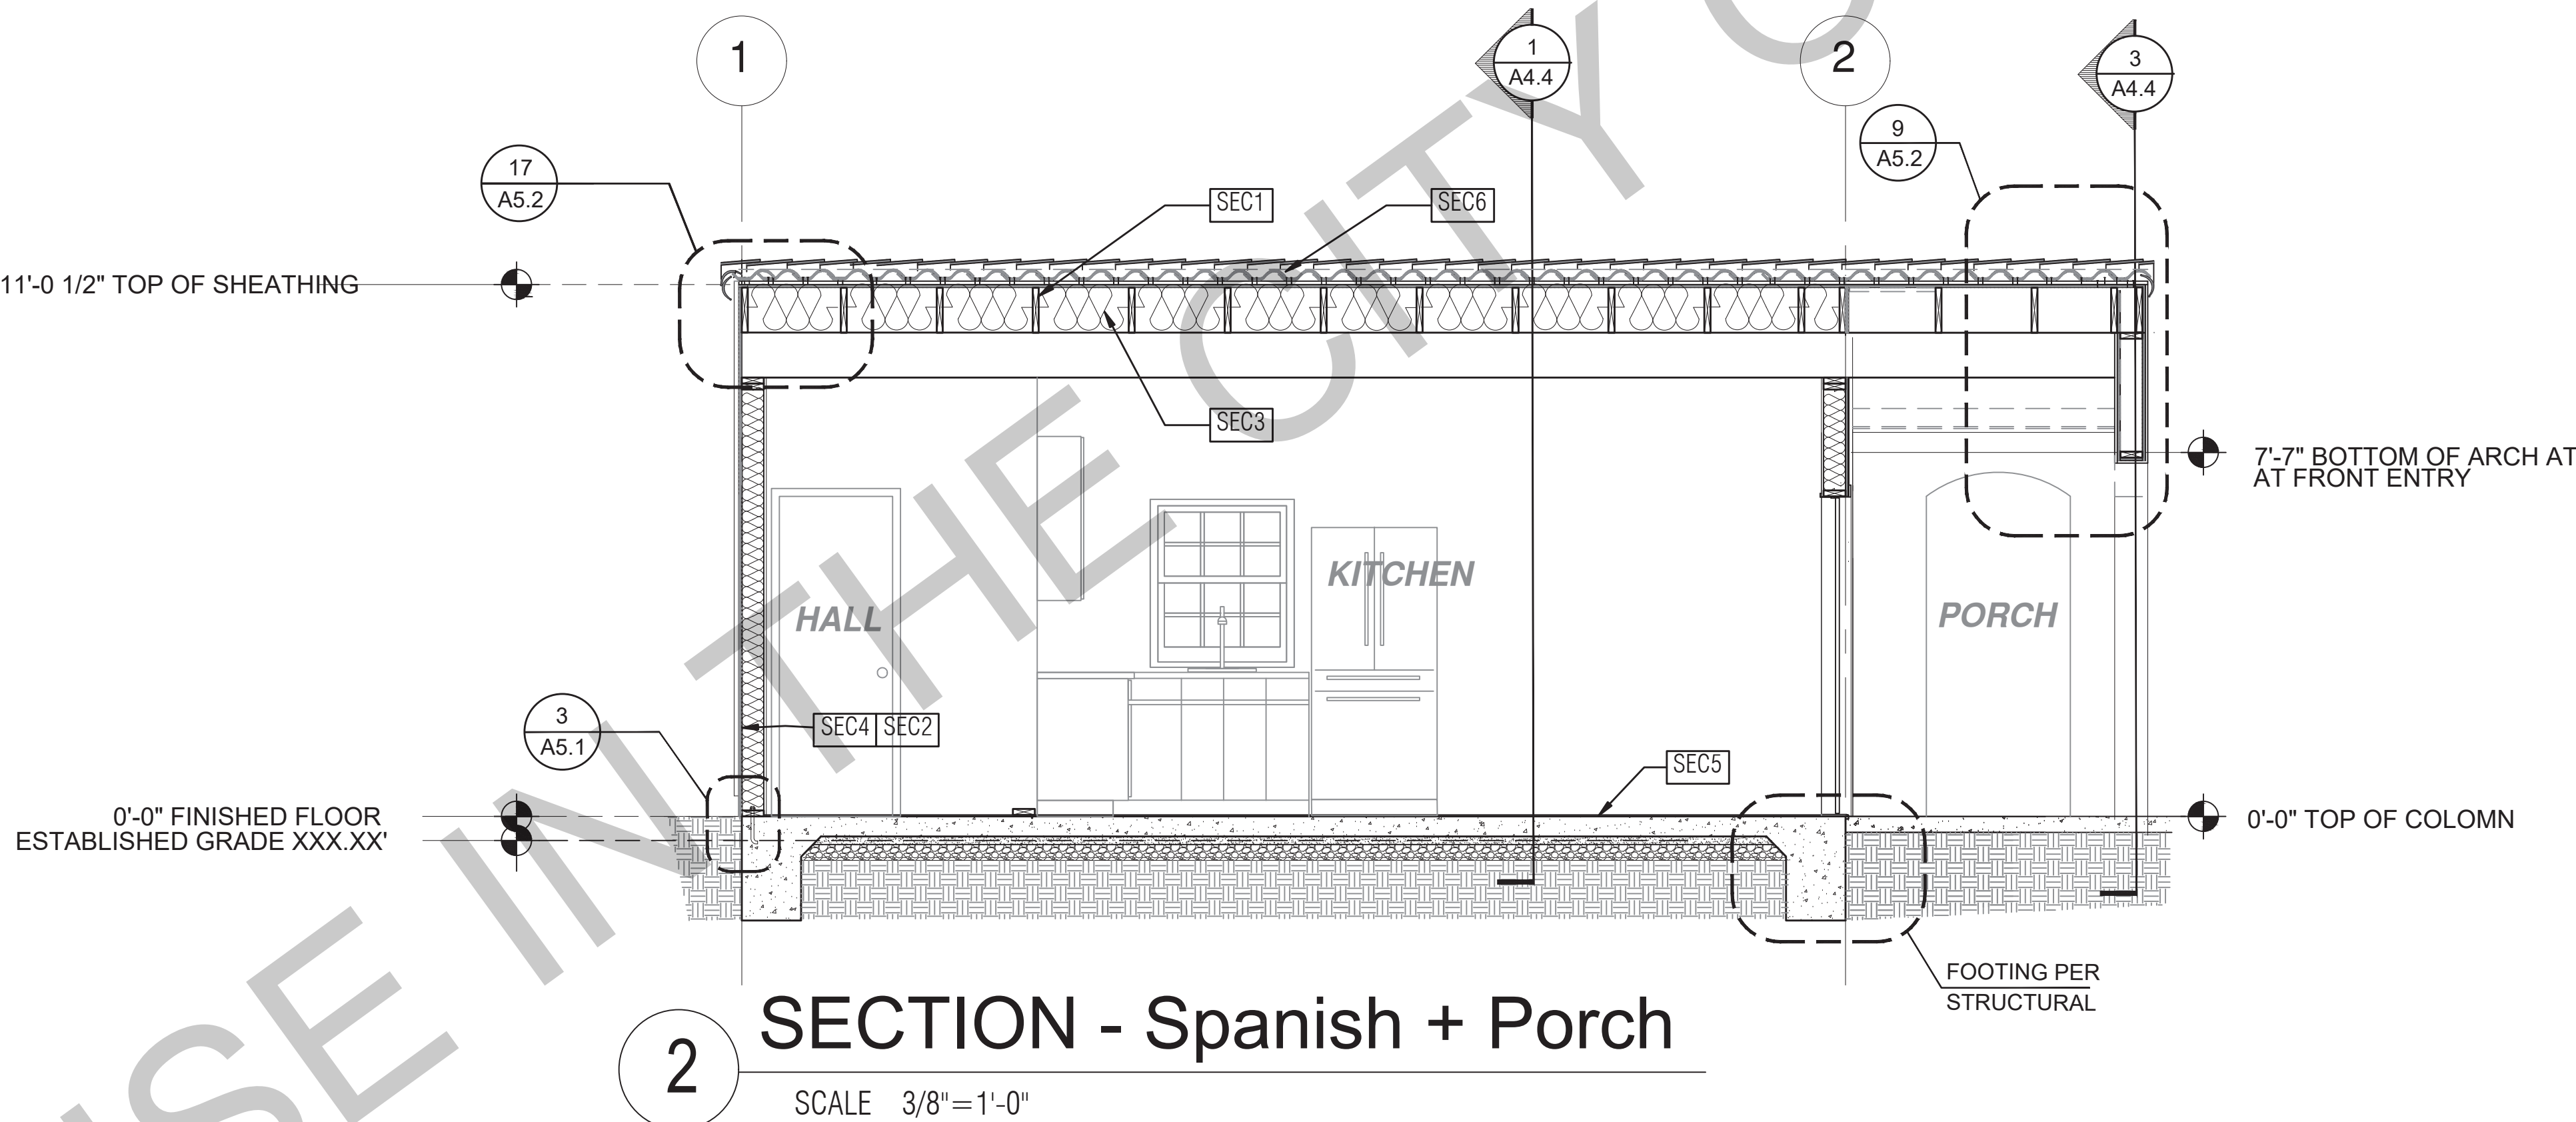 1
1
A4.4
2
3
A4.4
9
A5.2
17
A5.2
SEC1
SEC6
11'-0 1/2" TOP OF SHEATHING
SEC3
7'-7" BOTTOM OF ARCH AT
AT FRONT ENTRY
KITCHEN
HALL
PORCH
3
A5.1
SEC4 SEC2
SEC5
0'-0" FINISHED FLOOR
ESTABLISHED GRADE XXX.XX'
0'-0" TOP OF COLOMN
FOOTING PER
STRUCTURAL
2
SECTION - Spanish + Porch
SCALE 3/8"=1'-0"
IN THE CITY